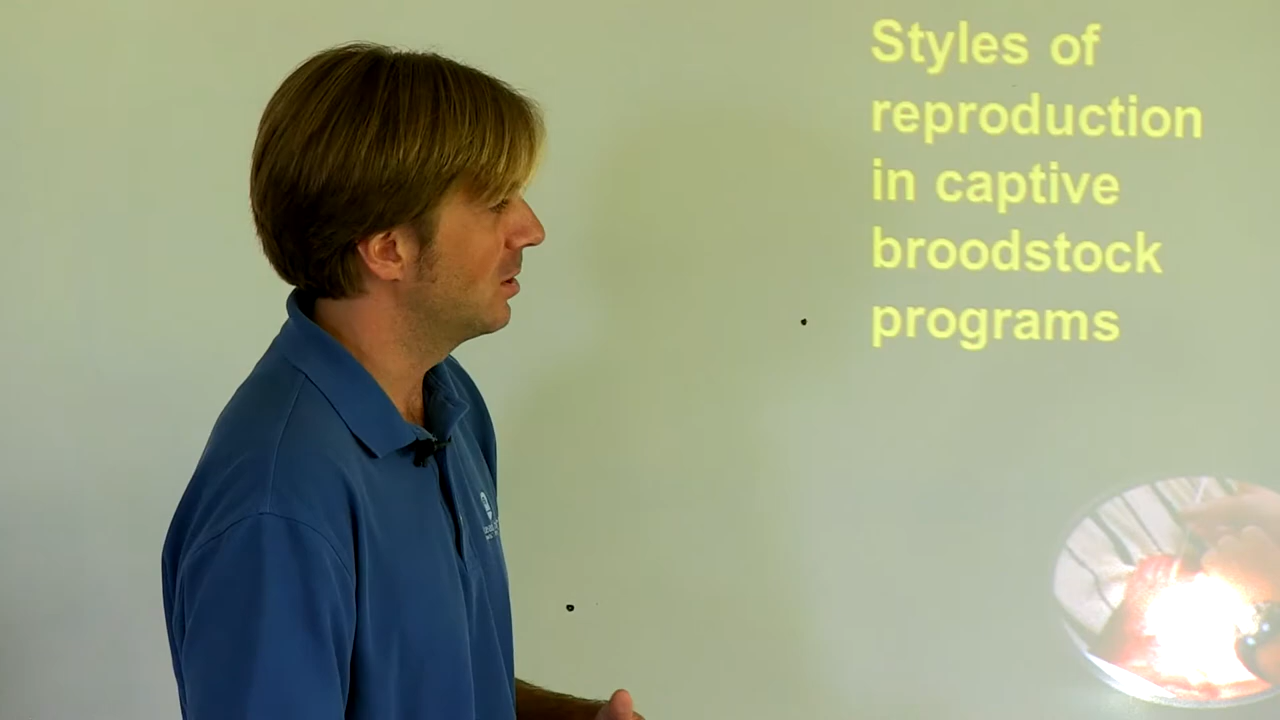 Styles of
reproduction
in captive
broodstock
programs